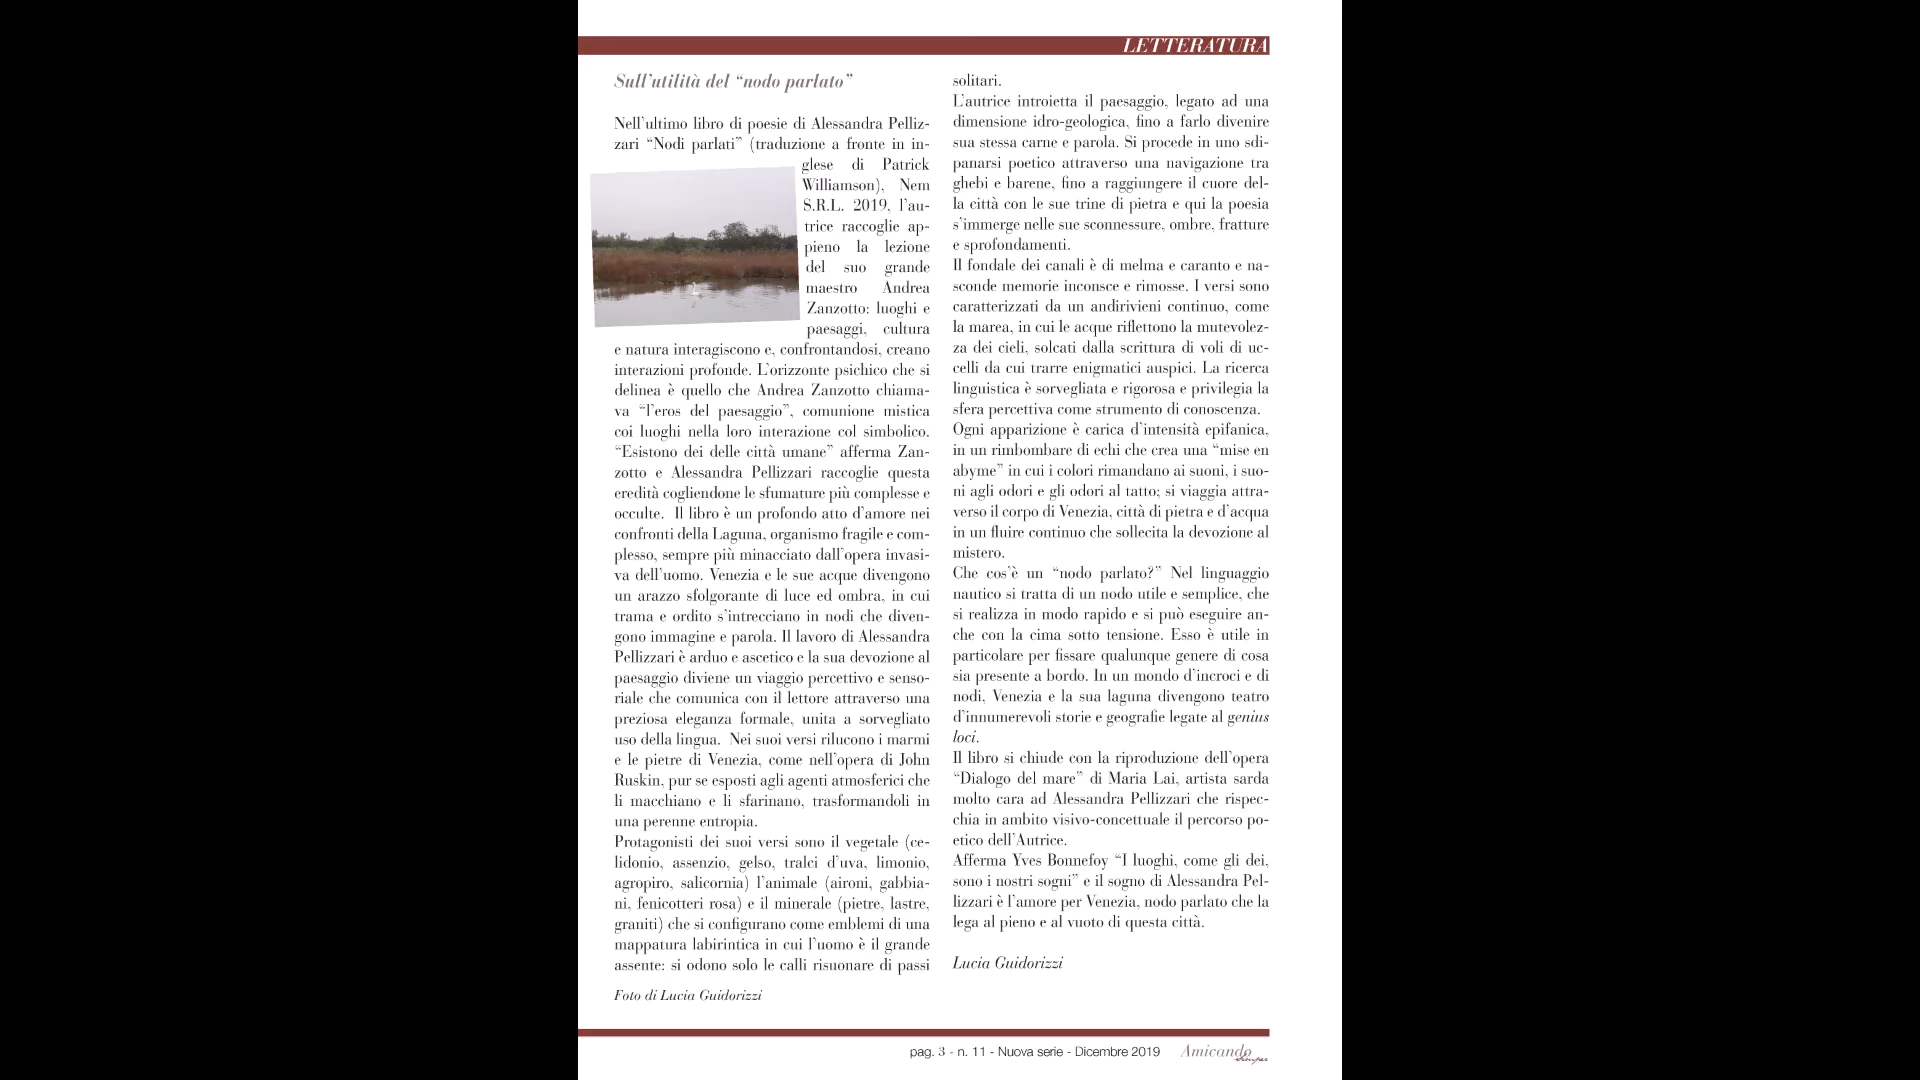 LETTERATURA
Sull'utilità del “nodo parlato”
Nell'ultimo libro di poesie di Alessandra Pelliz-
zari “Nodi parlati” (traduzione a fronte in in-
glese di Patrick
Williamson), Nem
S.R.L. 2019, l'au-
trice raccoglie ap-
pieno la lezione
del suo grande
maestro Andrea
Zanzotto: luoghi e
paesaggi, cultura
e natura interagiscono e, confrontandosi, creano
interazioni profonde. L'orizzonte psichico che si
delinea è quello che Andrea Zanzotto chiama-
va “l'eros del paesaggio”, comunione mistica
coi luoghi nella loro interazione col simbolico.
“Esistono dei delle città umane” afferma Zan-
zotto e Alessandra Pellizzari raccoglie questa
eredità cogliendone le sfumature più complesse e
occulte. Il libro è un profondo atto d'amore nei
confronti della Laguna, organismo fragile e com-
plesso, sempre più minacciato dall'opera invasi-
va dell'uomo. Venezia e le sue acque divengono
un arazzo sfolgorante di luce ed ombra, in cui
trama e ordito s'intrecciano in nodi che diven-
gono immagine e parola. Il lavoro di Alessandra
Pellizzari è arduo e ascetico e la sua devozione al
paesaggio diviene un viaggio percettivo e senso-
riale che comunica con il lettore attraverso una
preziosa eleganza formale, unita a sorvegliato
uso della lingua. Nei suoi versi rilucono i marmi
e le pietre di Venezia, come nell'opera di John
Ruskin, pur se esposti agli agenti atmosferici che
li macchiano e li sfarinano, trasformandoli in
una perenne entropia.
Protagonisti dei suoi versi sono il vegetale (ce-
lidonio, assenzio, gelso, tralci d'uva, limonio,
agropiro, salicornia) l'animale (aironi, gabbia-
ni, fenicotteri rosa) e il minerale (pietre, lastre,
graniti) che si configurano come emblemi di una
mappatura labirintica in cui l'uomo è il grande
assente: si odono solo le calli risuonare di passi
Foto di Lucia Guidorizzi
solitari.
L'autrice introietta il paesaggio, legato ad una
dimensione idro-geologica, fino a farlo divenire
sua stessa carne e parola. Si procede in uno sdi-
panarsi poetico attraverso una navigazione tra
ghebi e barene, fino a raggiungere il cuore del-
la città con le sue trine di pietra e qui la poesia
s'immerge nelle sue sconnessure, ombre, fratture
e sprofondamenti.
Il fondale dei canali è di melma e caranto e na-
sconde memorie inconsce e rimosse. I versi sono
caratterizzati da un andirivieni continuo, come
la marea, in cui le acque riflettono la mutevolez-
za dei cieli, solcati dalla scrittura di voli di uc-
celli da cui trarre enigmatici auspici. La ricerca
linguistica è sorvegliata e rigorosa e privilegia la
sfera percettiva come strumento di conoscenza.
Ogni apparizione è carica d'intensità epifanica,
in un rimbombare di echi che crea una “mise en
abyme” in cui i colori rimandano ai suoni, i suo-
ni agli odori e gli odori al tatto; si viaggia attra-
verso il corpo di Venezia, città di pietra e d'acqua
in un fluire continuo che sollecita la devozione al
mistero.
Che cos'è un “nodo parlato?” Nel linguaggio
nautico si tratta di un nodo utile e semplice, che
si realizza in modo rapido e si può eseguire an-
che con la cima sotto tensione. Esso è utile in
particolare per fissare qualunque genere di cosa
sia presente a bordo. In un mondo d'incroci e di
nodi, Venezia e la sua laguna divengono teatro
d'innumerevoli storie e geografie legate al genius
loci.
Il libro si chiude con la riproduzione dell'opera
“Dialogo del mare” di Maria Lai, artista sarda
molto cara ad Alessandra Pellizzari che rispec-
chia in ambito visivo-concettuale il percorso po-
etico dell'Autrice.
Afferma Yves Bonnefoy “I luoghi, come gli dei,
sono i nostri sogni” e il sogno di Alessandra Pel-
lizzari è l'amore per Venezia, nodo parlato che la
lega al pieno e al vuoto di questa città.
Lucia Guidorizzi
pag. 3 - n. 11 - Nuova serie - Dicembre 2019 Amicando
Semper